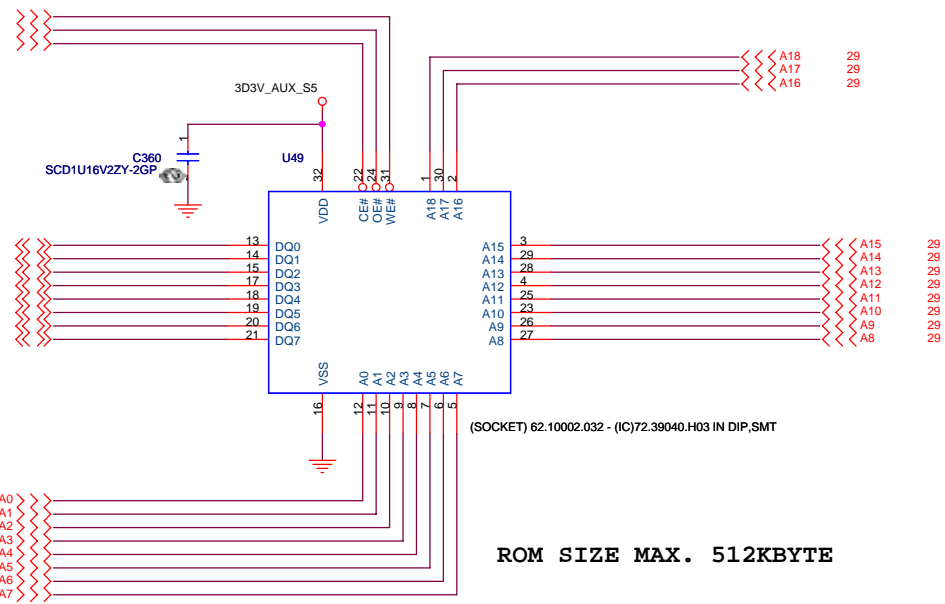 A18 29
A17 29
A16 29
3D3V_AUX_S5
1
C360
SCD1U16V2ZY-2GP
U49
32
22
24
31
1
30
2
VDD
CE#
OE#
WE#
A18
A17
A16
13 DQ0
14 DQ1
15 DQ2
17 DQ3
18 DQ4
19 DQ5
20 DQ6
21 DQ7
A15 3 A15 29
A14 29 A14 29
A13 28 A13 29
A12 4 A12 29
A11 25 A11 29
A10 23 A10 29
A9 26 A9 29
A8 27 A8 29
VSS
A0
A1
A2
A3
A4
A5
A6
A7
16
12
11
10
9
8
7
6
5
(SOCKET) 62.10002.032 - (IC)72.39040.H03 IN DIP,SMT
A0
A1
A2
A3
A4
A5
A6
A7
ROM SIZE MAX. 512KBYTE